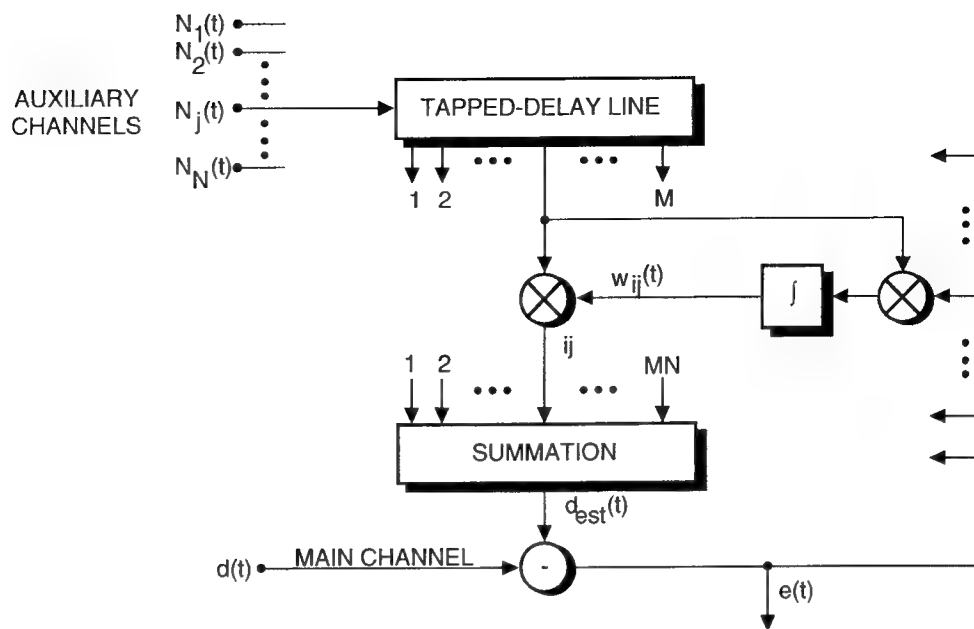 N1(t)
N2(t)
AUXILIARY
CHANNELS
Nj(t)
NN(t)
TAPPED-DELAY LINE
1 2 M
wij(t)
∫
ij
1 2 MN
SUMMATION
dest(t)
d(t)
MAIN CHANNEL
-
e(t)